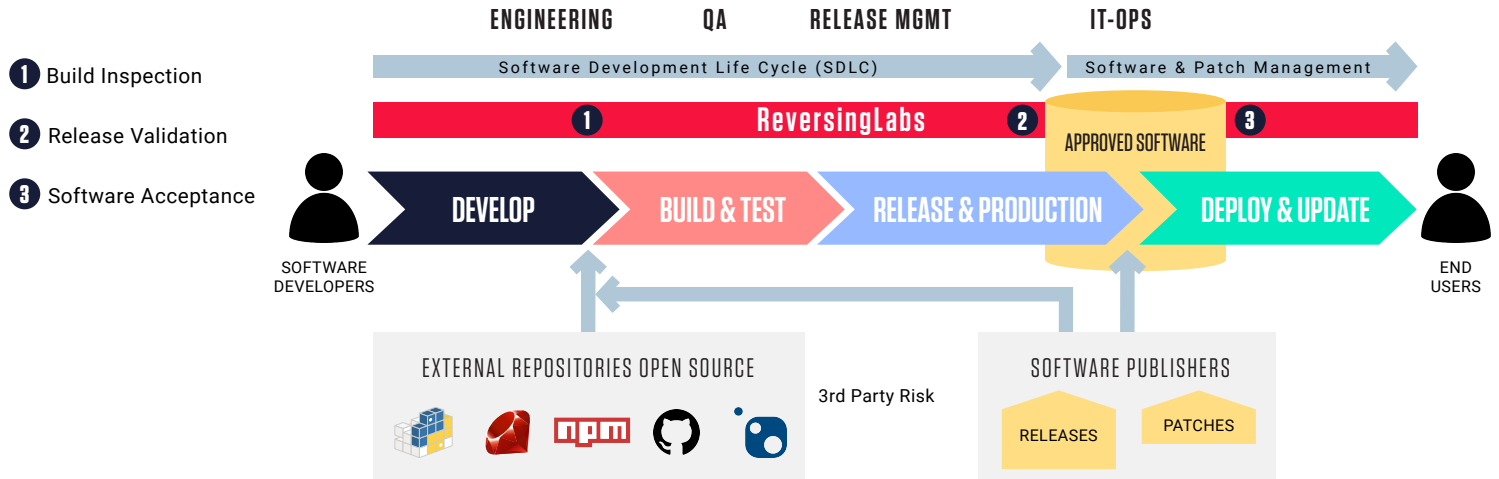 ENGINEERING QA RELEASE MGMT IT-OPS
1 Build Inspection
Software Development Life Cycle (SDLC)
Software & Patch Management
1 ReversingLabs 2 3
2 Release Validation
APPROVED SOFTWARE
3 Software Acceptance
DEVELOP BUILD & TEST RELEASE & PRODUCTION DEPLOY & UPDATE
SOFTWARE
DEVELOPERS
END
USERS
EXTERNAL REPOSITORIES OPEN SOURCE
npm
3rd Party Risk
SOFTWARE PUBLISHERS
RELEASES
PATCHES